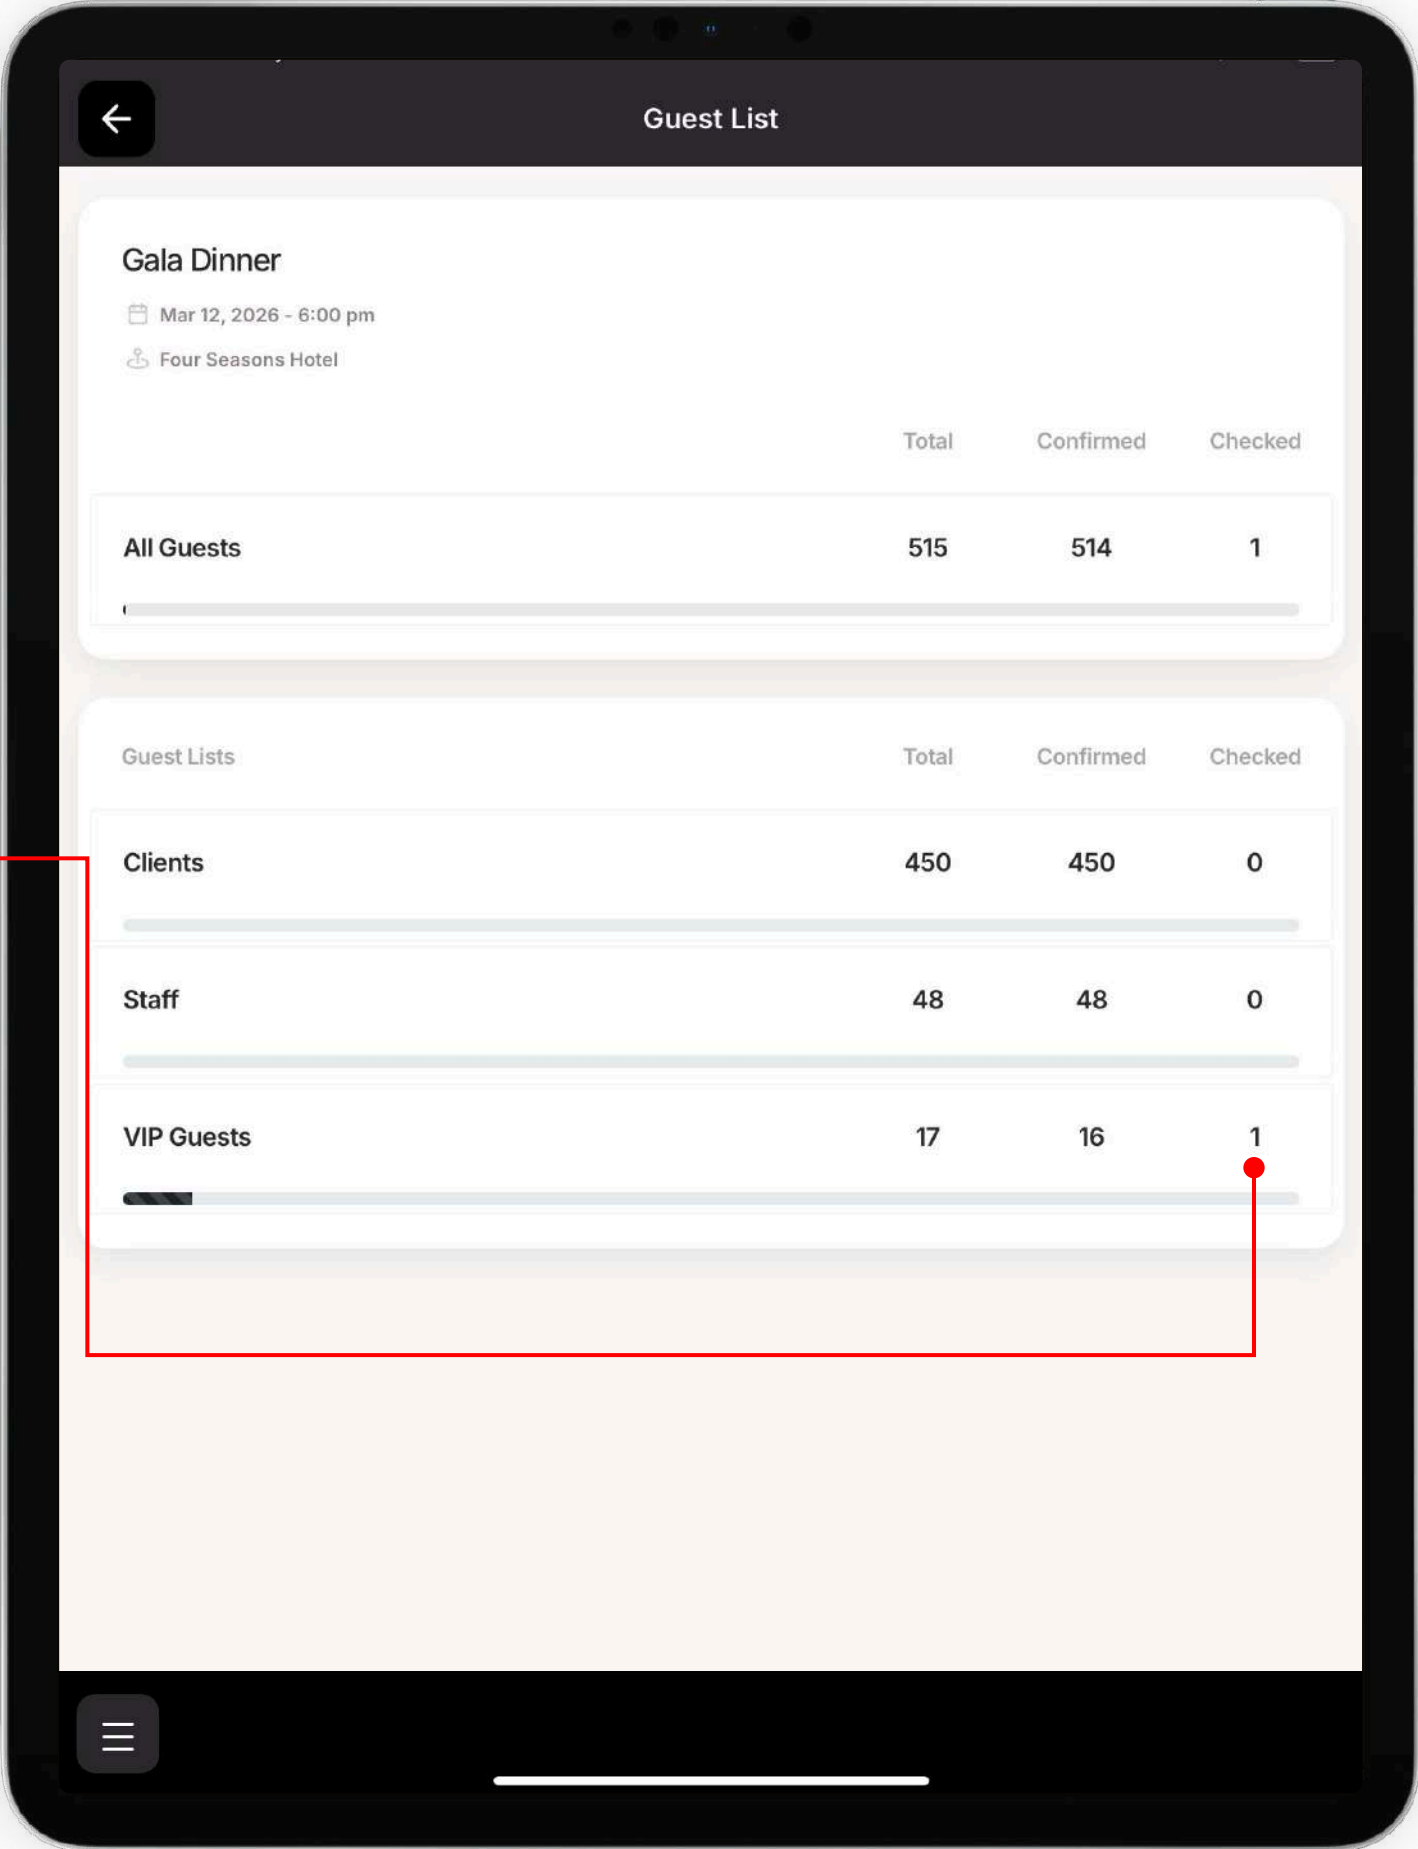 Guest List
Gala Dinner
Mar 12, 2026 - 6:00 pm
Four Seasons Hotel
Total Confirmed Checked
All Guests 515 514 1
Guest Lists Total Confirmed Checked
Clients 450 450 0
Staff 48 48 0
VIP Guests 17 16 1